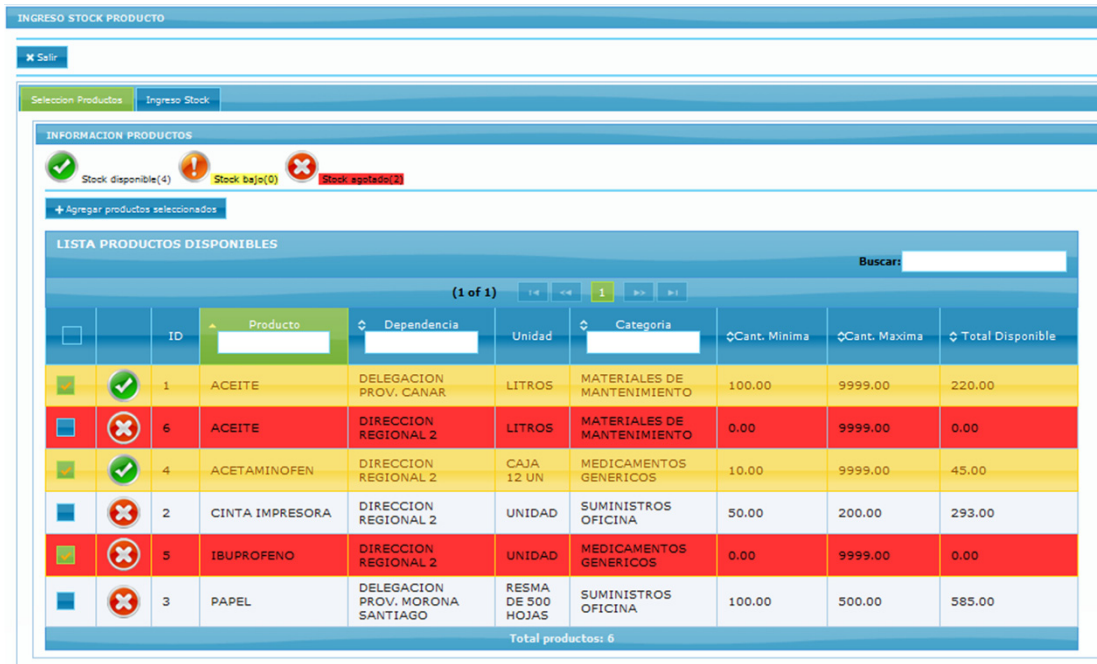 INGRESO STOCK PRODUCTO
Salir
Seleccion Productos Ingreso Stock
INFORMACION PRODUCTOS
Stock disponible(4) Stock bajo(0) Stock agotado(2)
+ Agregar productos seleccionados
LISTA PRODUCTOS DISPONIBLES
Buscar:
(1 of 1) 1
ID Producto Dependencia Unidad Categoria Cant. Minima Cant. Maxima Total Disponible
1 ACEITE DELEGACION PROV. CANAR LITROS MATERIALES DE MANTENIMIENTO 100.00 9999.00 220.00
6 ACEITE DIRECCION REGIONAL 2 LITROS MATERIALES DE MANTENIMIENTO 0.00 9999.00 0.00
4 ACETAMINOFEN DIRECCION REGIONAL 2 CAJA 12 UN MEDICAMENTOS GENERICOS 10.00 9999.00 45.00
2 CINTA IMPRESORA DIRECCION REGIONAL 2 UNIDAD SUMINISTROS OFICINA 50.00 200.00 293.00
5 IBUPROFENO DIRECCION REGIONAL 2 UNIDAD MEDICAMENTOS GENERICOS 0.00 9999.00 0.00
3 PAPEL DELEGACION PROV. MORONA SANTIAGO RESMA DE 500 HOJAS SUMINISTROS OFICINA 100.00 500.00 585.00
Total productos: 6